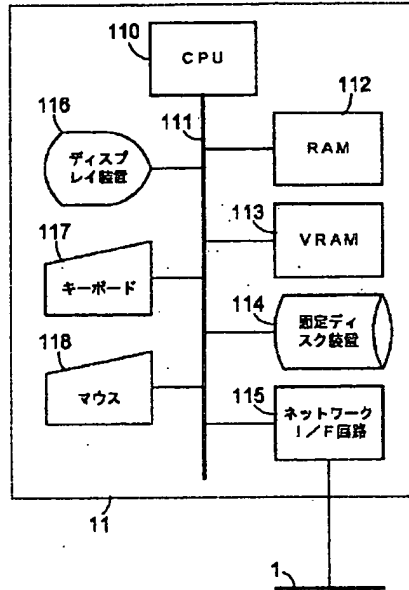 110
CPU
111
116
ディスプ
レイ装置
112
RAM
117
キーボード
113
VRAM
114
固定ディ
スク装置
118
マウス
115
ネットワーク
I/F回路
11
1